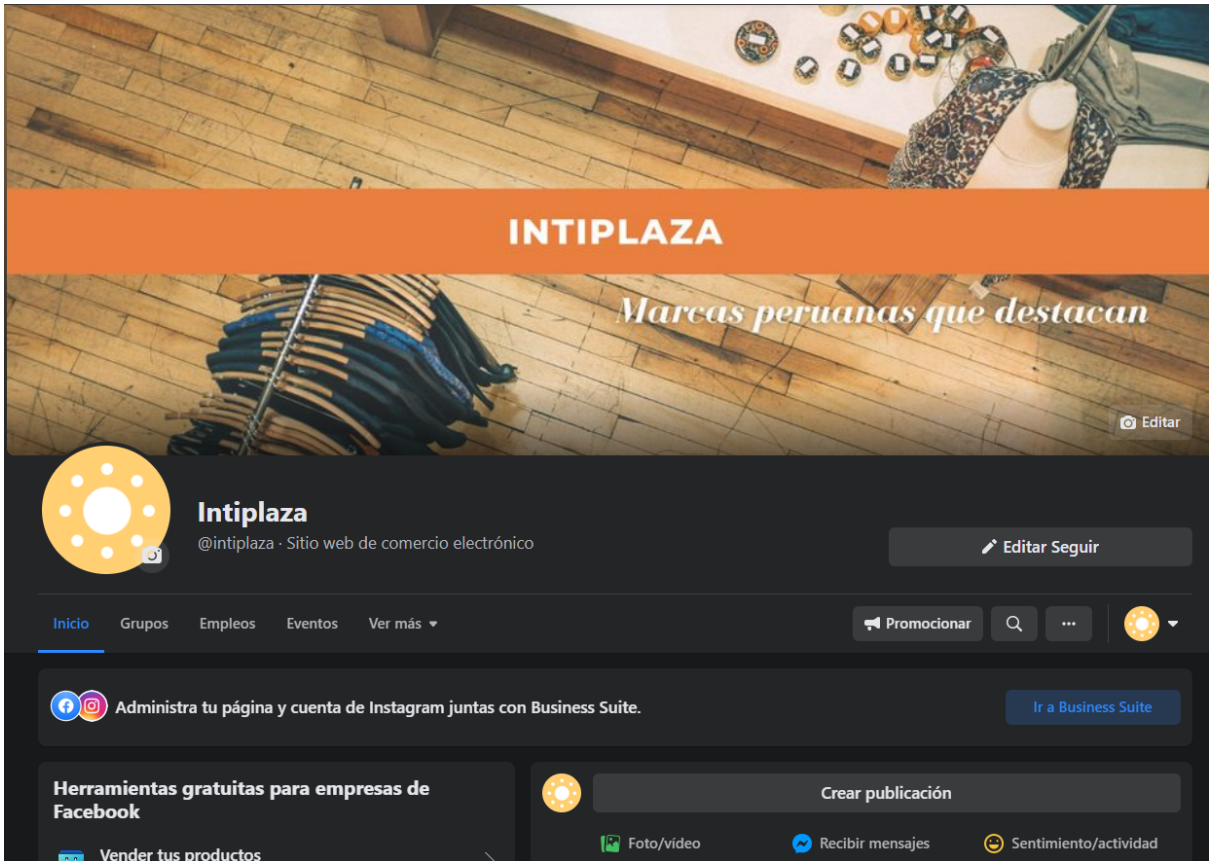 INTIPLAZA
Marcas peruanas que destacan
Editar
Intiplaza
@intiplaza · Sitio web de comercio electrónico
Editar Seguir
Inicio Grupos Empleos Eventos Ver más
Promocionar
Administra tu página y cuenta de Instagram juntas con Business Suite.
Ir a Business Suite
Herramientas gratuitas para empresas de
Facebook
Vender tus productos
Crear publicación
Foto/vídeo Recibir mensajes Sentimiento/actividad